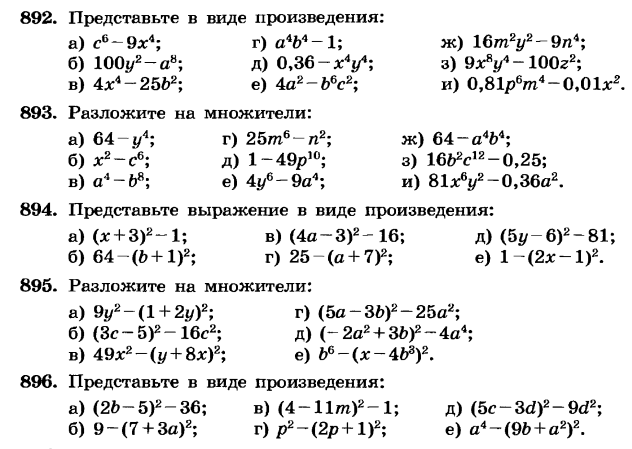 892. Представьте в виде произведения:
а) c⁶−9x⁴; г) a⁴b⁴−1; ж) 16m²y²−9n⁴;
б) 100y²−a⁸; д) 0,36−x⁴y⁴; з) 9x⁸y⁴−100z²;
в) 4x⁴−25b²; е) 4a²−b⁶c²; и) 0,81p⁶m⁴−0,01x².
893. Разложите на множители:
а) 64−y⁴; г) 25m⁶−n²; ж) 64−a⁴b⁴;
б) x²−c⁶; д) 1−49p¹⁰; з) 16b²c¹²−0,25;
в) a⁴−b⁸; е) 4y⁶−9a⁴; и) 81x⁶y²−0,36a².
894. Представьте выражение в виде произведения:
а) (x+3)²−1; в) (4a−3)²−16; д) (5y−6)²−81;
б) 64−(b+1)²; г) 25−(a+7)²; е) 1−(2x−1)².
895. Разложите на множители:
а) 9y²−(1+2y)²; г) (5a−3b)²−25a²;
б) (3c−5)²−16c²; д) (−2a²+3b)²−4a⁴;
в) 49x²−(y+8x)²; е) b⁶−(x−4b³)².
896. Представьте в виде произведения:
а) (2b−5)²−36; в) (4−11m)²−1; д) (5c−3d)²−9d²;
б) 9−(7+3a)²; г) p²−(2p+1)²; е) a⁴−(9b+a²)².